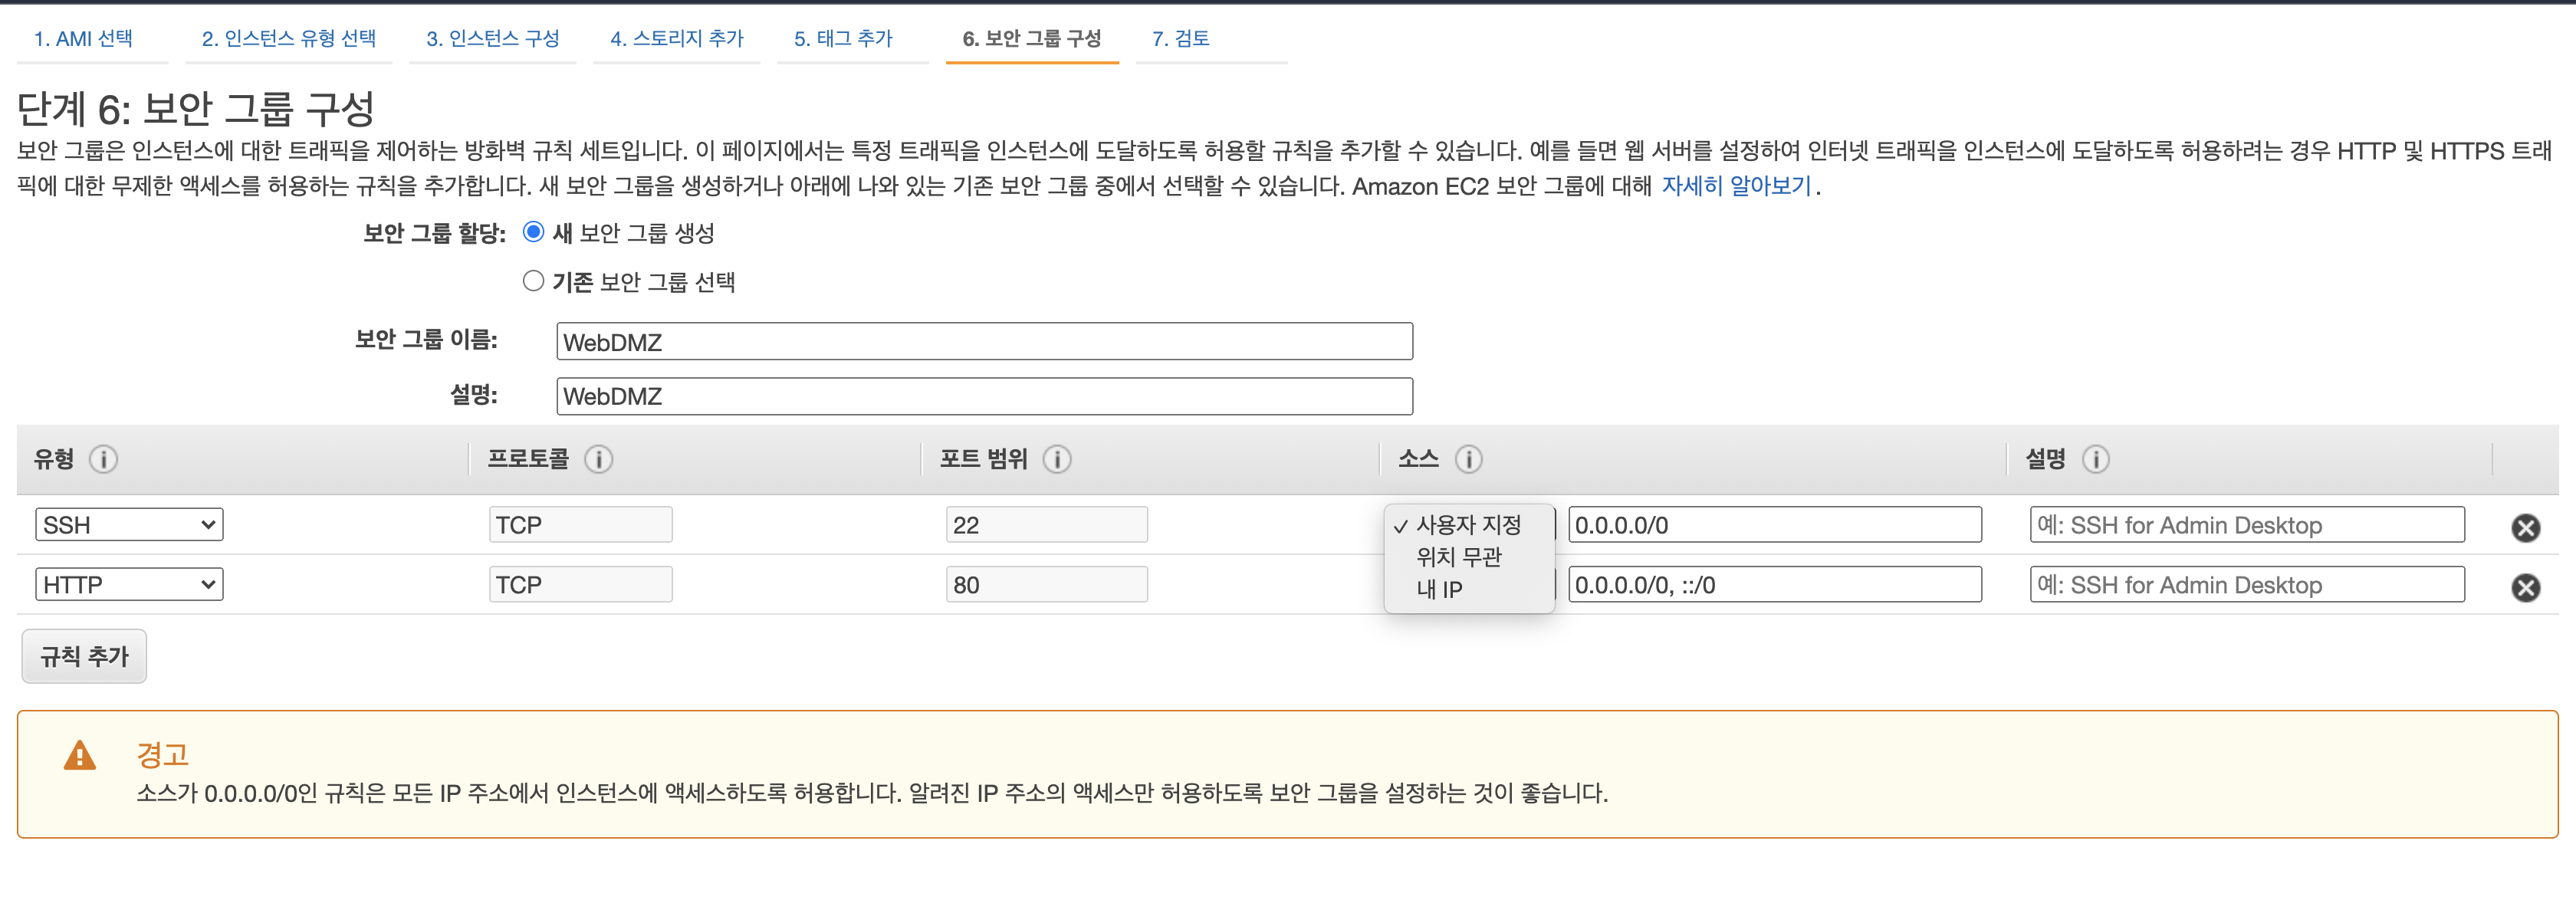 1. AMI 선택 2. 인스턴스 유형 선택 3. 인스턴스 구성 4. 스토리지 추가 5. 태그 추가 6. 보안 그룹 구성 7. 검토
단계 6: 보안 그룹 구성
보안 그룹은 인스턴스에 대한 트래픽을 제어하는 방화벽 규칙 세트입니다. 이 페이지에서는 특정 트래픽을 인스턴스에 도달하도록 허용할 규칙을 추가할 수 있습니다. 예를 들면 웹 서버를 설정하여 인터넷 트래픽을 인스턴스에 도달하도록 허용하려는 경우 HTTP 및 HTTPS 트래
픽에 대한 무제한 액세스를 허용하는 규칙을 추가합니다. 새 보안 그룹을 생성하거나 아래에 나와 있는 기존 보안 그룹 중에서 선택할 수 있습니다. Amazon EC2 보안 그룹에 대해 자세히 알아보기.
보안 그룹 할당: 새 보안 그룹 생성
기존 보안 그룹 선택
보안 그룹 이름: WebDMZ
설명: WebDMZ
유형 프로토콜 포트 범위 소스 설명
SSH TCP 22 사용자 지정 0.0.0.0/0 예: SSH for Admin Desktop
위치 무관
HTTP TCP 80 내 IP 0.0.0.0/0, ::/0 예: SSH for Admin Desktop
규칙 추가
경고
소스가 0.0.0.0/0인 규칙은 모든 IP 주소에서 인스턴스에 액세스하도록 허용합니다. 알려진 IP 주소의 액세스만 허용하도록 보안 그룹을 설정하는 것이 좋습니다.